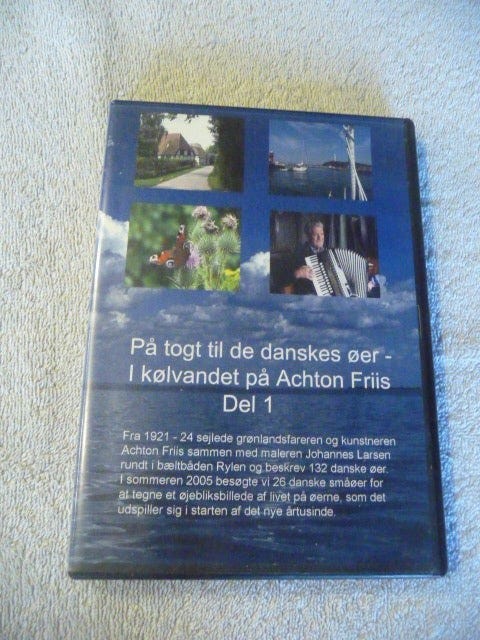 På togt til de danskes øer -
I kølvandet på Achton Friis
Del 1
Fra 1921 - 24 sejlede grønlandsfareren og kunstneren
Achton Friis sammen med maleren Johannes Larsen
rundt i bæltbåden Rylen og beskrev 132 danske øer.
I sommeren 2005 besøgte vi 26 danske småøer for
at tegne et øjebliksbillede af livet på øerne, som det
udspiller sig i starten af det nye årtusinde.